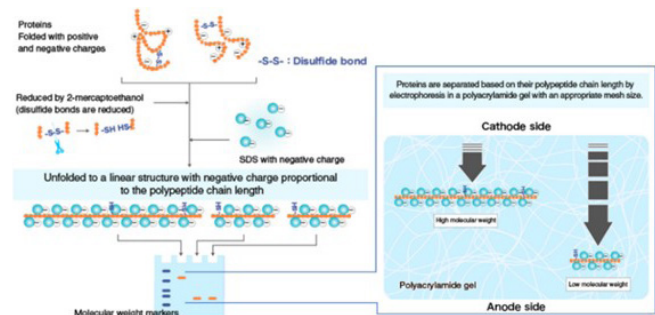 Proteins
Folded with positive
and negative charges
-S-S- : Disulfide bond
Reduced by 2-mercaptoethanol
(disulfide bonds are reduced)
-S-S-
-SH HS-
SDS with negative charge
Unfolded to a linear structure with negative charge proportional
to the polypeptide chain length
Molecular weight markers
Proteins are separated based on their polypeptide chain length by
electrophoresis in a polyacrylamide gel with an appropriate mesh size.
Cathode side
High molecular weight
Low molecular weight
Polyacrylamide gel
Anode side